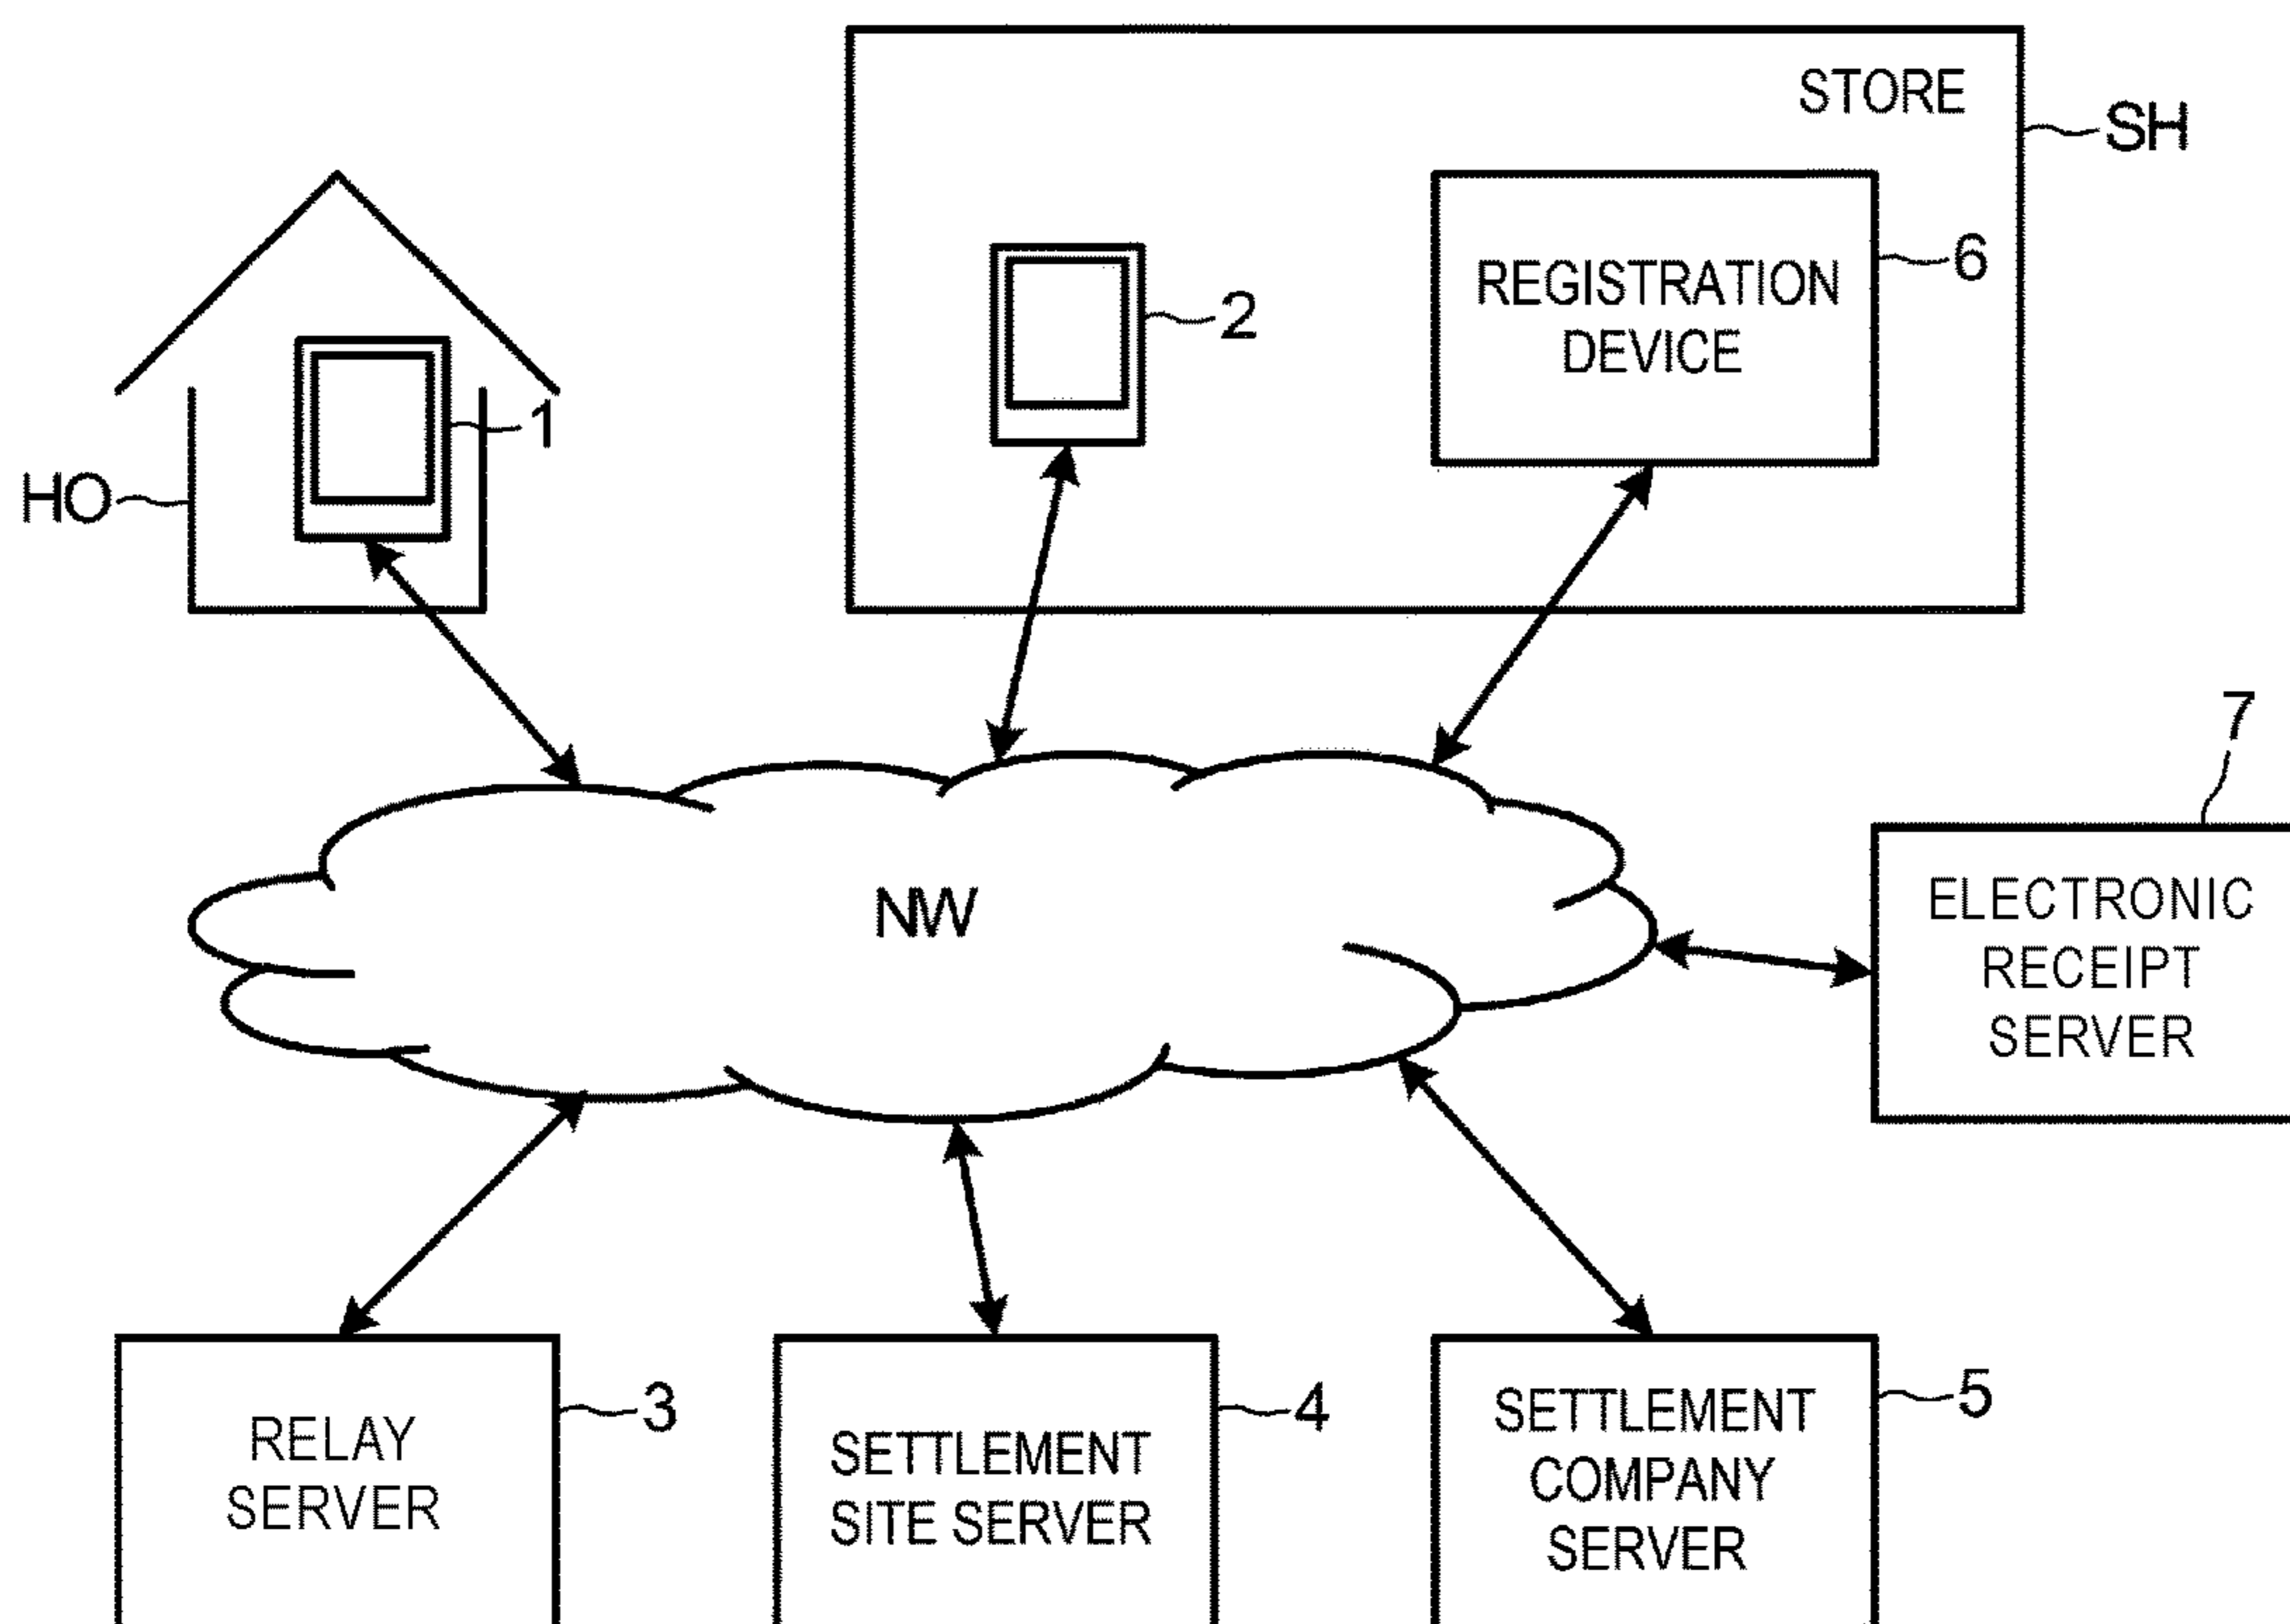 STORE
SH
REGISTRATION
DEVICE
6
2
1
HO
7
NW
ELECTRONIC
RECEIPT
SERVER
RELAY
SERVER
3
SETTLEMENT
SITE SERVER
4
SETTLEMENT
COMPANY
SERVER
5